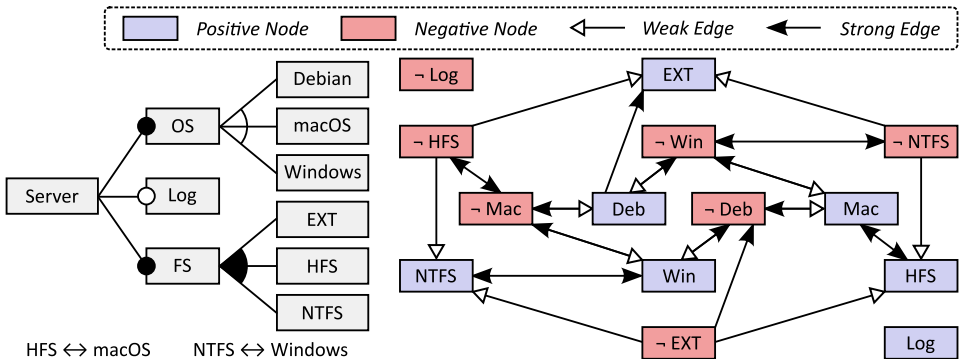 Positive Node Negative Node Weak Edge Strong Edge
Debian
OS macOS
Windows
Server Log
EXT
FS HFS
NTFS
HFS ↔ macOS NTFS ↔ Windows
¬ Log EXT
¬ HFS ¬ Win ¬ NTFS
¬ Mac Deb ¬ Deb Mac
NTFS Win HFS
¬ EXT Log